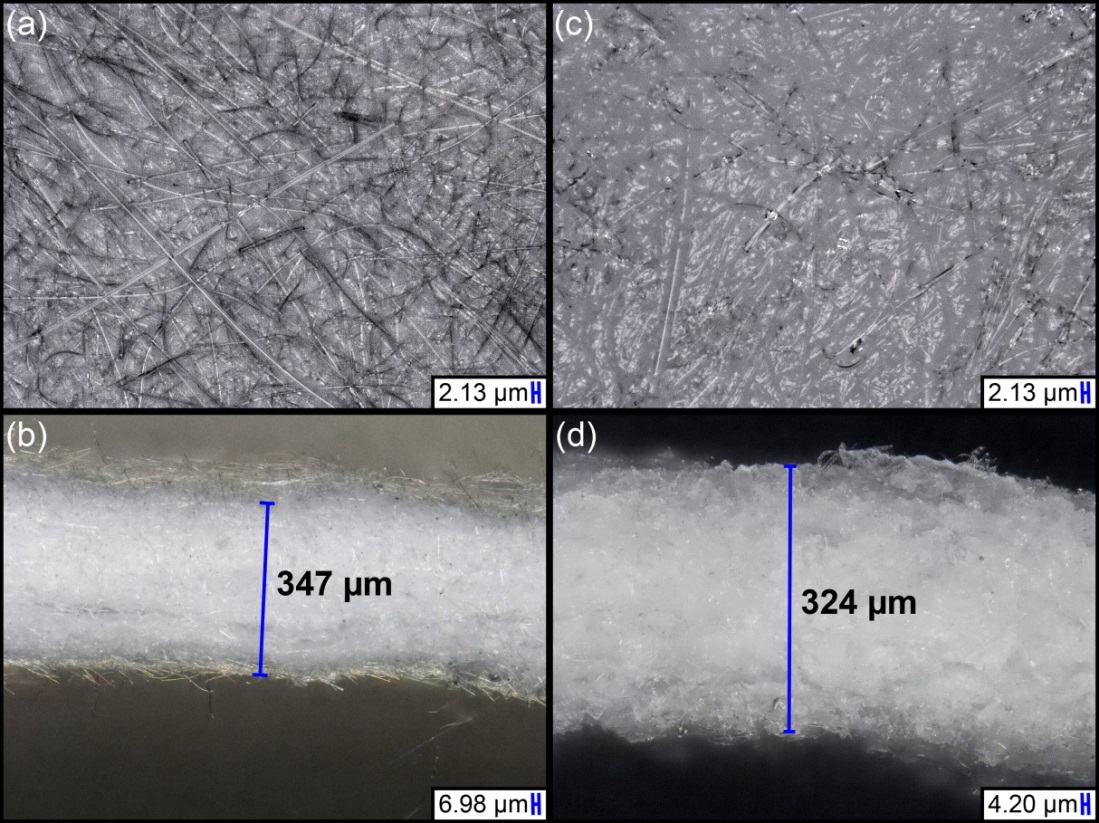 (a)
(c)
2.13 µm
2.13 µm
(b)
(d)
347 µm
324 µm
6.98 µm
4.20 µm